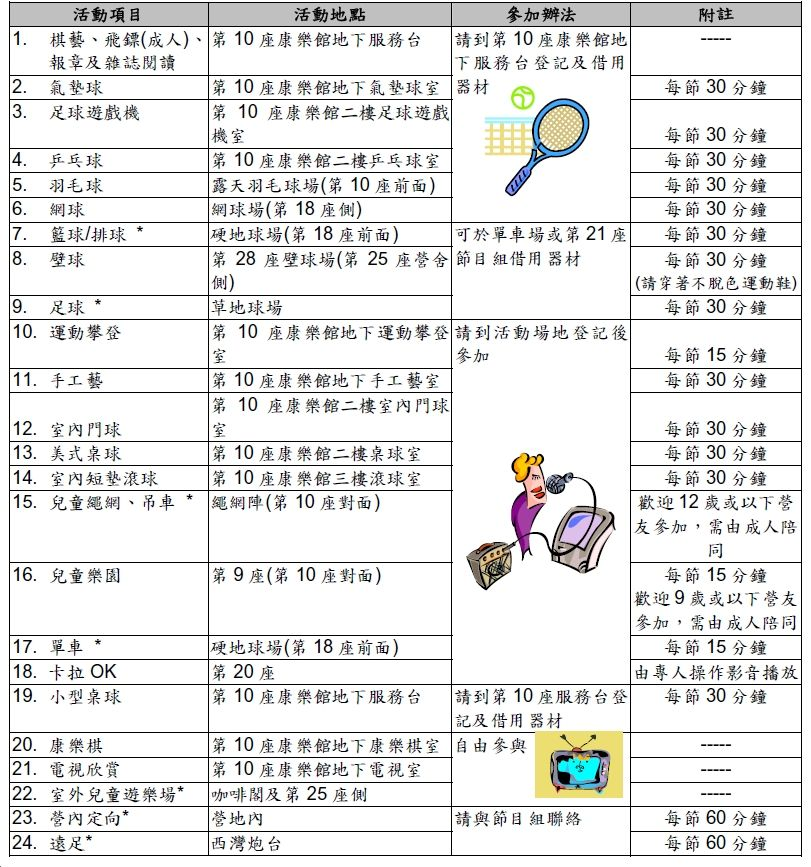 活動項目 活動地點 參加辦法 附註
1. 棋藝、飛鏢(成人)、 第 10 座康樂館地下服務台 請到第 10 座康樂館地 -----
報章及雜誌閱讀 下服務台登記及借用
2. 氣墊球 第 10 座康樂館地下氣墊球室 器材 每節 30 分鐘
3. 足球遊戲機 第 10 座康樂館二樓足球遊戲
機室 每節 30 分鐘
4. 乒乓球 第 10 座康樂館二樓乒乓球室 每節 30 分鐘
5. 羽毛球 露天羽毛球場(第 10 座前面) 每節 30 分鐘
6. 網球 網球場(第 18 座側) 每節 30 分鐘
7. 籃球/排球 * 硬地球場(第 18 座前面) 可於單車場或第 21 座 每節 30 分鐘
8. 壁球 第 28 座壁球場(第 25 座營舍 節目組借用器材 每節 30 分鐘
側) (請穿著不脫色運動鞋)
9. 足球 * 草地球場 每節 30 分鐘
10. 運動攀登 第 10 座康樂館地下運動攀登 請到活動場地登記後
室 參加 每節 15 分鐘
11. 手工藝 第 10 座康樂館地下手工藝室 每節 30 分鐘
第 10 座康樂館二樓室內門球
12. 室內門球 室 每節 30 分鐘
13. 美式桌球 第 10 座康樂館二樓桌球室 每節 30 分鐘
14. 室內短墊滾球 第 10 座康樂館三樓滾球室 每節 30 分鐘
15. 兒童繩網、吊車 * 繩網陣(第 10 座對面) 歡迎 12 歲或以下營
友參加，需由成人陪
同
16. 兒童樂園 第 9 座(第 10 座對面) 每節 15 分鐘
歡迎 9 歲或以下營友
參加，需由成人陪同
17. 單車 * 硬地球場(第 18 座前面) 每節 15 分鐘
18. 卡拉 OK 第 20 座 由專人操作影音播放
19. 小型桌球 第 10 座康樂館地下服務台 請到第 10 座服務台登 每節 30 分鐘
記及借用器材
20. 康樂棋 第 10 座康樂館地下康樂棋室 自由參與 -----
21. 電視欣賞 第 10 座康樂館地下電視室 -----
22. 室外兒童遊樂場* 咖啡閣及第 25 座側 -----
23. 營內定向* 營地內 請與節目組聯絡 每節 60 分鐘
24. 遠足* 西灣炮台 每節 60 分鐘